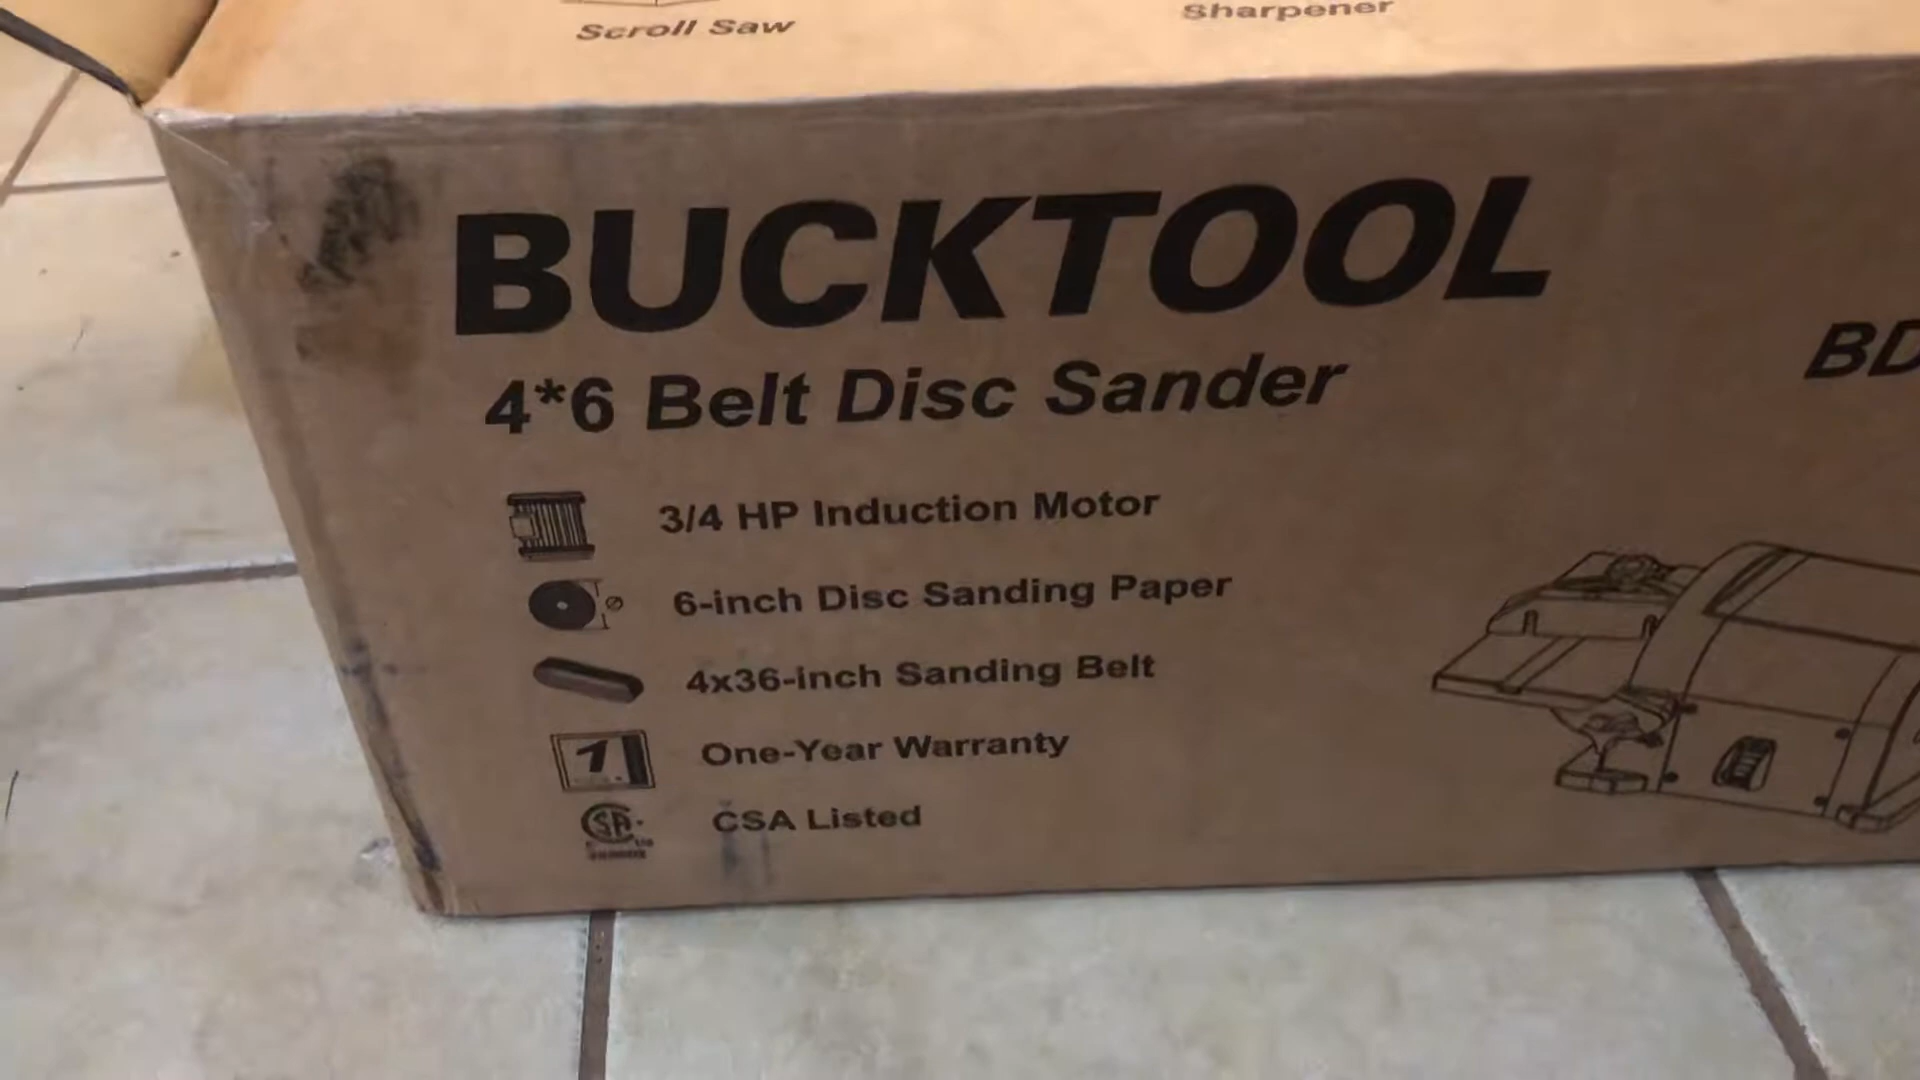 Scroll Saw
Sharpener
BUCKTOOL
BD
4*6 Belt Disc Sander
3/4 HP Induction Motor
6-inch Disc Sanding Paper
4x36-inch Sanding Belt
1
One-Year Warranty
CSA Listed